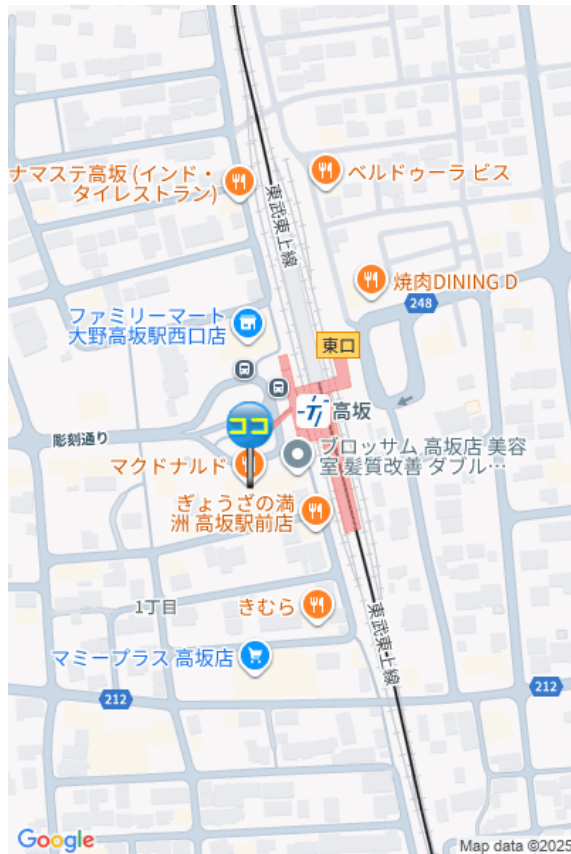 ナマステ高坂 (インド・
タイレストラン)
ベルドゥーラ ビス
東武東上線
焼肉DINING D
248
ファミリーマート
大野高坂駅西口店
東口
高坂
ココ
彫刻通り
マクドナルド
ブロッサム 高坂店 美容
室 髪質改善 ダブル…
ぎょうざの満
洲 高坂駅前店
1丁目
きむら
東武東上線
マミープラス 高坂店
212
212
Google
Map data ©2025